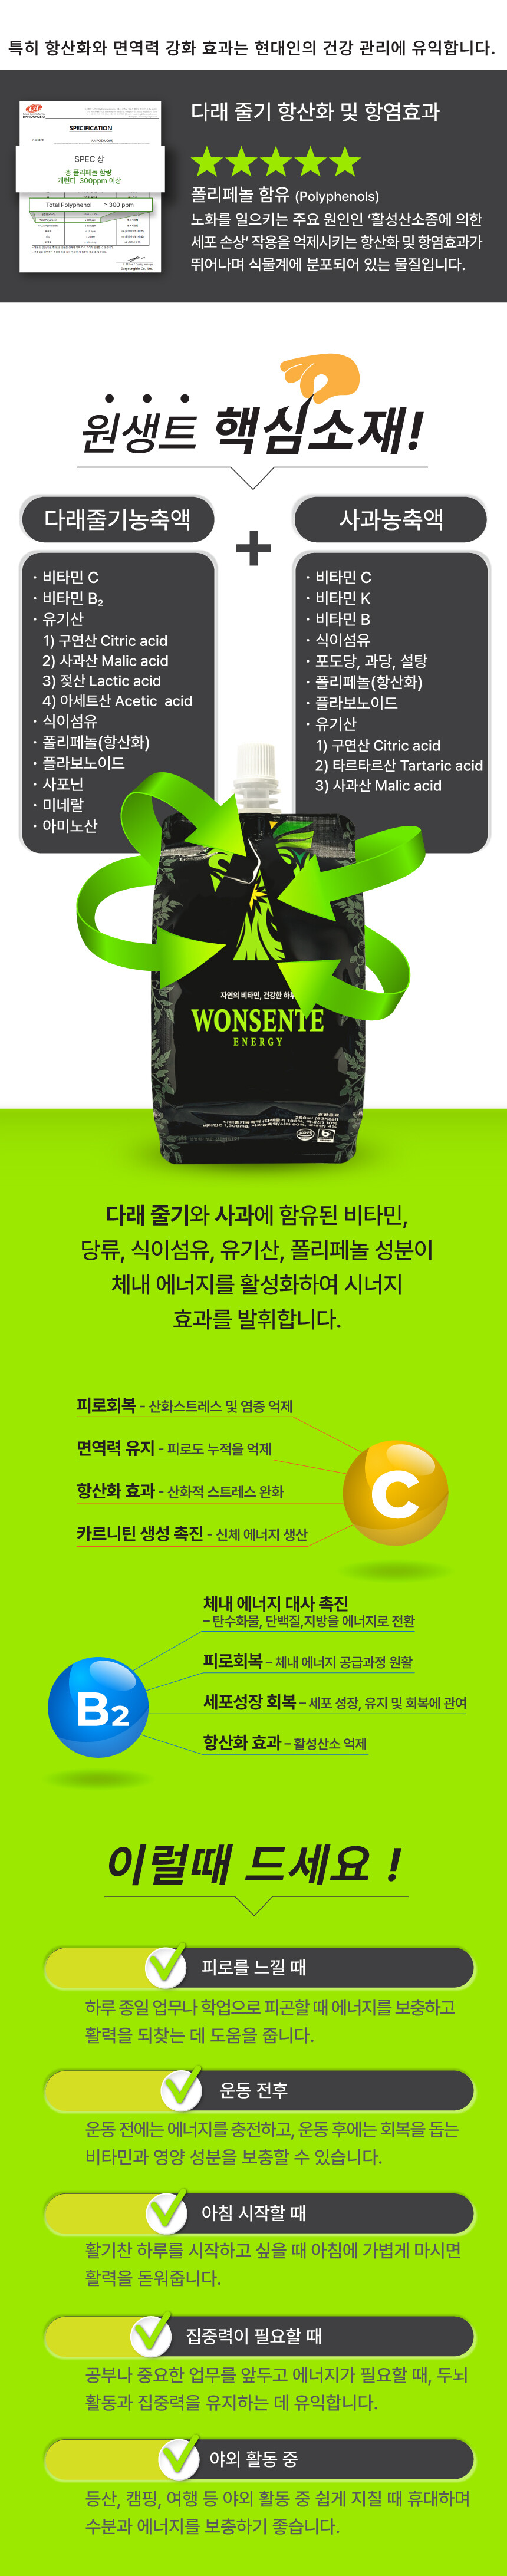 특히 항산화와 면역력 강화 효과는 현대인의 건강 관리에 유익합니다.
SPECIFICATION
SPEC 상
총 폴리페놀 함량
개런티 300ppm 이상
Total Polyphenol ≥ 300 ppm
다래 줄기 항산화 및 항염효과
폴리페놀 함유 (Polyphenols)
노화를 일으키는 주요 원인인 '활성산소종에 의한
세포 손상' 작용을 억제시키는 항산화 및 항염효과가
뛰어나며 식물계에 분포되어 있는 물질입니다.
원생트 핵심소재!
다래줄기농축액
· 비타민 C
· 비타민 B₂
· 유기산
1) 구연산 Citric acid
2) 사과산 Malic acid
3) 젖산 Lactic acid
4) 아세트산 Acetic acid
· 식이섬유
· 폴리페놀(항산화)
· 플라보노이드
· 사포닌
· 미네랄
· 아미노산
+
사과농축액
· 비타민 C
· 비타민 K
· 비타민 B
· 식이섬유
· 포도당, 과당, 설탕
· 폴리페놀(항산화)
· 플라보노이드
· 유기산
1) 구연산 Citric acid
2) 타르타르산 Tartaric acid
3) 사과산 Malic acid
자연의 비타민, 건강한 하루
WONSENTE
ENERGY
다래 줄기와 사과에 함유된 비타민,
당류, 식이섬유, 유기산, 폴리페놀 성분이
체내 에너지를 활성화하여 시너지
효과를 발휘합니다.
피로회복 - 산화스트레스 및 염증 억제
면역력 유지 - 피로도 누적을 억제
항산화 효과 - 산화적 스트레스 완화
카르니틴 생성 촉진 - 신체 에너지 생산
C
체내 에너지 대사 촉진
– 탄수화물, 단백질,지방을 에너지로 전환
피로회복 – 체내 에너지 공급과정 원활
세포성장 회복 – 세포 성장, 유지 및 회복에 관여
항산화 효과 – 활성산소 억제
B2
이럴때 드세요 !
피로를 느낄 때
하루 종일 업무나 학업으로 피곤할 때 에너지를 보충하고
활력을 되찾는 데 도움을 줍니다.
운동 전후
운동 전에는 에너지를 충전하고, 운동 후에는 회복을 돕는
비타민과 영양 성분을 보충할 수 있습니다.
아침 시작할 때
활기찬 하루를 시작하고 싶을 때 아침에 가볍게 마시면
활력을 돋워줍니다.
집중력이 필요할 때
공부나 중요한 업무를 앞두고 에너지가 필요할 때, 두뇌
활동과 집중력을 유지하는 데 유익합니다.
야외 활동 중
등산, 캠핑, 여행 등 야외 활동 중 쉽게 지칠 때 휴대하며
수분과 에너지를 보충하기 좋습니다.